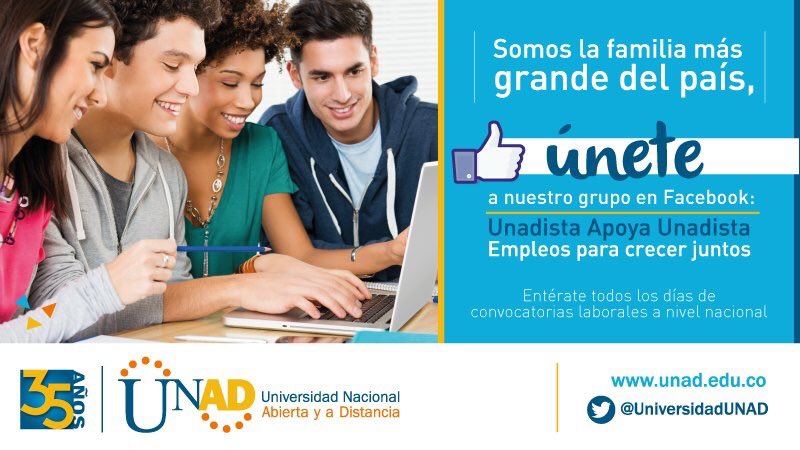 Somos la familia más
grande del país,
únete
a nuestro grupo en Facebook:
Unadista Apoya Unadista
Empleos para crecer juntos
Entérate todos los días de
convocatorias laborales a nivel nacional
35
AÑOS
UNAD
Universidad Nacional
Abierta y a Distancia
www.unad.edu.co
@UniversidadUNAD